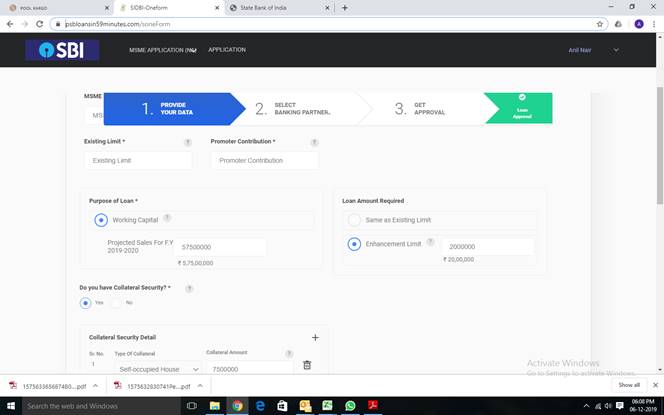 POOL KARGO
SIDBI-Oneform
State Bank of India
psbloansin59minutes.com/soneForm
SBI
MSME APPLICATION
APPLICATION
Anil Nair
MSME
MS
1. PROVIDE YOUR DATA
2. SELECT BANKING PARTNER..
3. GET APPROVAL
Loan
Approval
Existing Limit * ?
Promoter Contribution * ?
Existing Limit
Promoter Contribution
Purpose of Loan *
Working Capital ?
Projected Sales For F.Y
2019-2020
57500000
₹ 5,75,00,000
Loan Amount Required
Same as Existing Limit
Enhancement Limit ? 2000000
₹ 20,00,000
Do you have Collateral Security? * ?
Yes No
Collateral Security Detail +
Sr. No. Type Of Collateral Collateral Amount ?
1 Self-occupied House 7500000
Activate Windows
Go to Settings to activate Windows.
Show all
Search the web and Windows
06:08 PM
06-12-2019